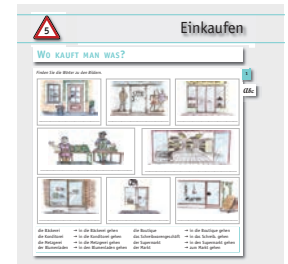 5
Einkaufen
WO KAUFT MAN WAS?
Finden Sie die Wörter zu den Bildern.
1
die Bäckerei → in die Bäckerei gehen
die Konditorei → in die Konditorei gehen
die Metzgerei → in die Metzgerei gehen
der Blumenladen → in den Blumenladen gehen
die Boutique → in die Boutique gehen
das Schreibwarengeschäft → in das Schreib. gehen
der Supermarkt → in den Supermarkt gehen
der Markt → zum Markt gehen